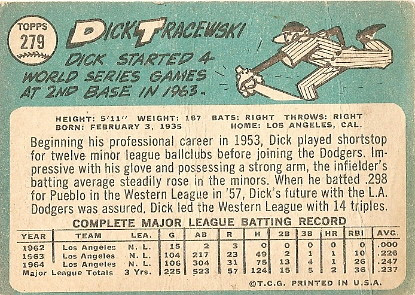 TOPPS
279
DICK TRACEWSKI
DICK STARTED 4
WORLD SERIES GAMES
AT 2ND BASE IN 1963.
HEIGHT: 5'11" WEIGHT: 167 BATS: RIGHT THROWS: RIGHT
BORN: FEBRUARY 3, 1935 HOME: LOS ANGELES, CAL.
Beginning his professional career in 1953, Dick played shortstop
for twelve minor league ballclubs before joining the Dodgers. Im-
pressive with his glove and possessing a strong arm, the infielder's
batting average steadily rose in the minors. When he batted .298
for Pueblo in the Western League in '57, Dick's future with the L.A.
Dodgers was assured. Dick led the Western League with 14 triples.
COMPLETE MAJOR LEAGUE BATTING RECORD
YEAR TEAM LEA G AB R H 2B 3B HR RBI AVG.
1962 Los Angeles N.L. 15 2 3 0 0 0 0 0 .000
1963 Los Angeles N.L. 104 217 23 49 2 1 1 10 .226
1964 Los Angeles N.L. 106 304 31 75 13 4 1 26 .247
Major League Totals 3 Yrs. 225 523 57 124 15 5 2 36 .237
©T.C.G. PRINTED IN U.S.A.